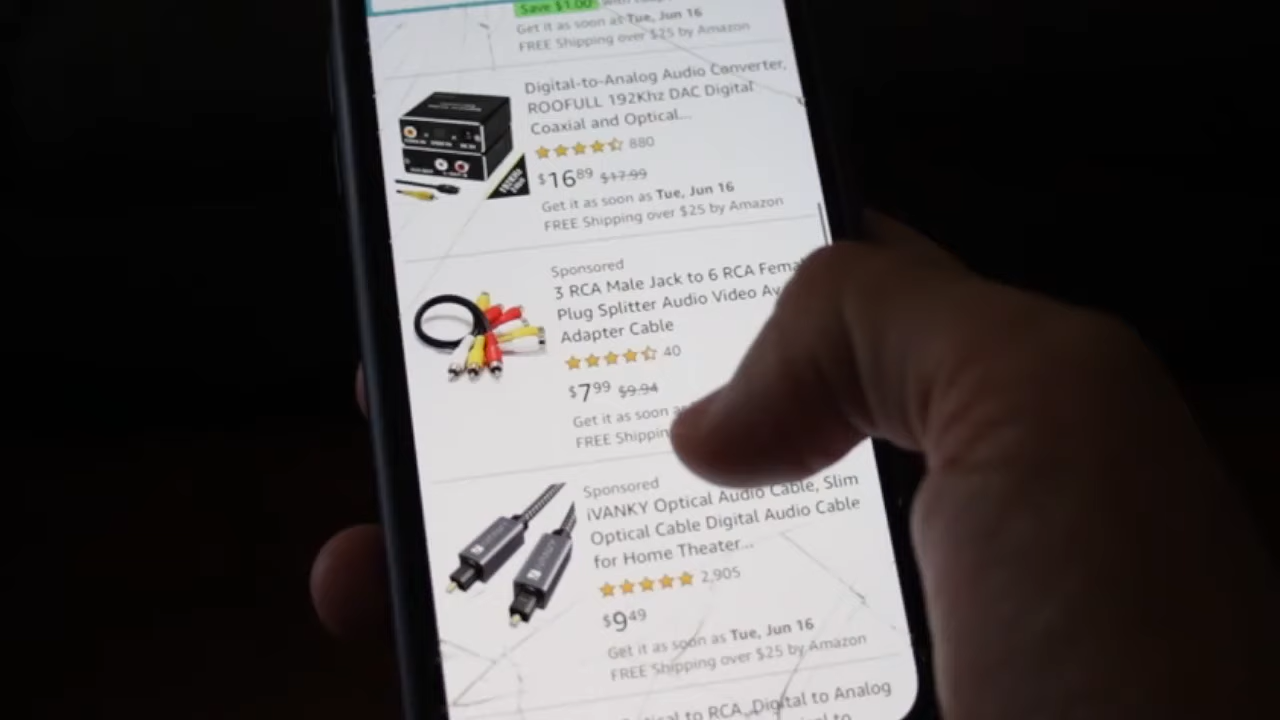 Save $1.00 with
Get it as soon as Tue, Jun 16
FREE Shipping over $25 by Amazon
Digital-to-Analog Audio Converter,
ROOFULL 192Khz DAC Digital
Coaxial and Optical...
880
$16 89 $17.99
Get it as soon as Tue, Jun 16
FREE Shipping over $25 by Amazon
Sponsored
3 RCA Male Jack to 6 RCA Fema
Plug Splitter Audio Video Av
Adapter Cable
40
$7 99 $9.94
Get it as soon
FREE Shippin
Sponsored
iVANKY Optical Audio Cable, Slim
Optical Cable Digital Audio Cable
for Home Theater...
2,905
$9 49
Get it as soon as Tue, Jun 16
FREE Shipping over $25 by Amazon
to RCA, Digital to Analog
to